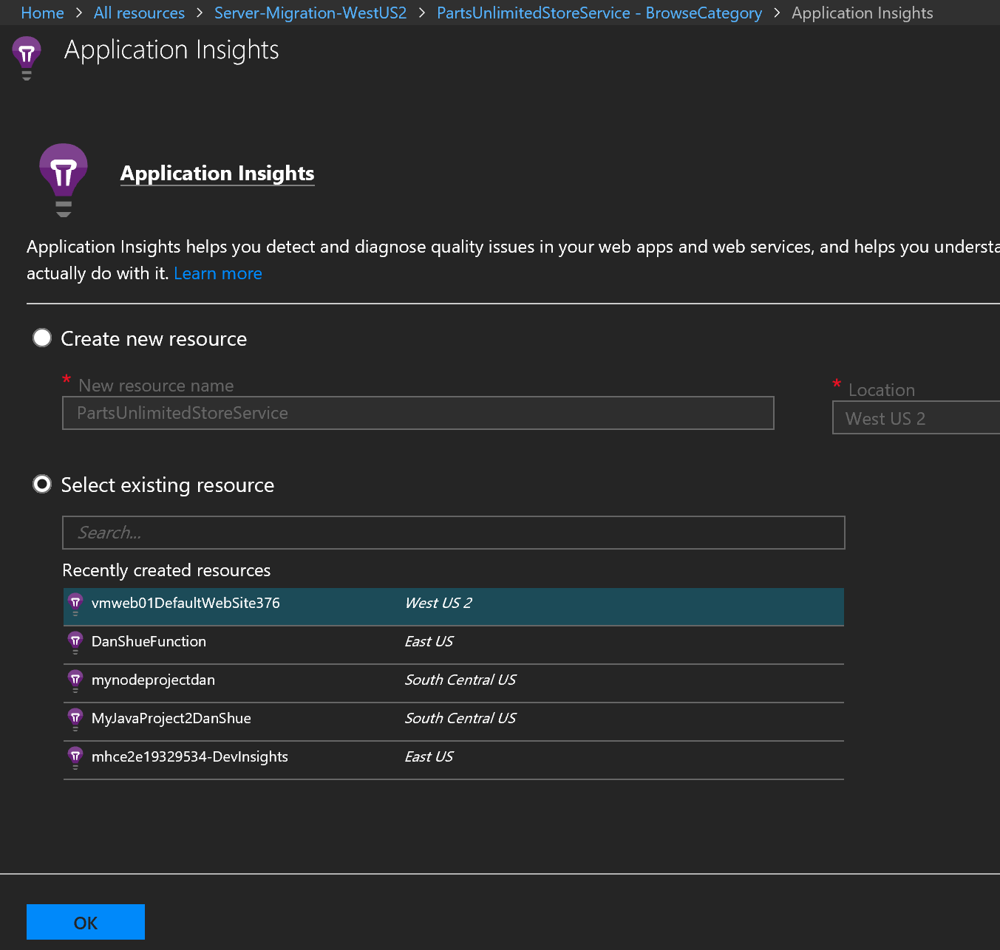 Home > All resources > Server-Migration-WestUS2 > PartsUnlimitedStoreService - BrowseCategory > Application Insights
Application Insights
Application Insights
Application Insights helps you detect and diagnose quality issues in your web apps and web services, and helps you understa
actually do with it. Learn more
Create new resource
* New resource name
* Location
PartsUnlimitedStoreService
West US 2
Select existing resource
Search...
Recently created resources
vmweb01DefaultWebSite376 West US 2
DanShueFunction East US
mynodeprojectdan South Central US
MyJavaProject2DanShue South Central US
mhce2e19329534-DevInsights East US
OK